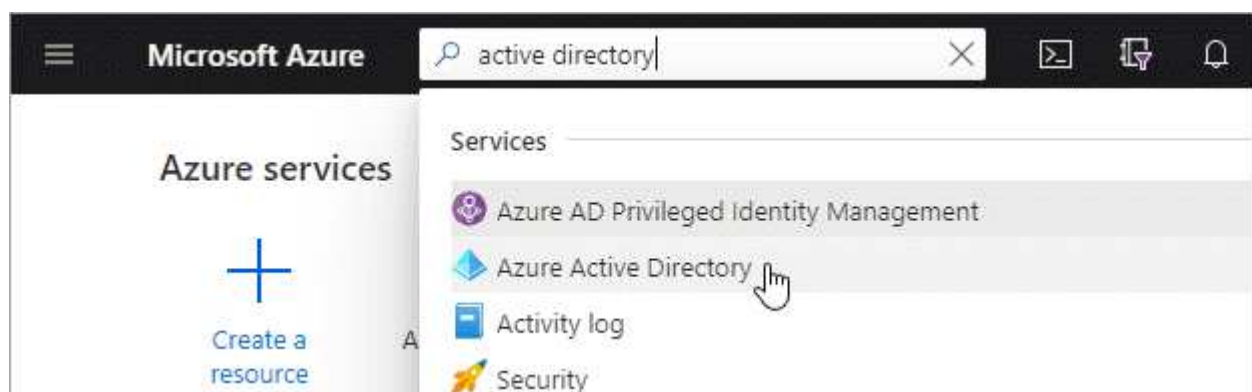 Microsoft Azure
active directory
Services
Azure services
Azure AD Privileged Identity Management
Azure Active Directory
Activity log
Security
Create a
resource
A